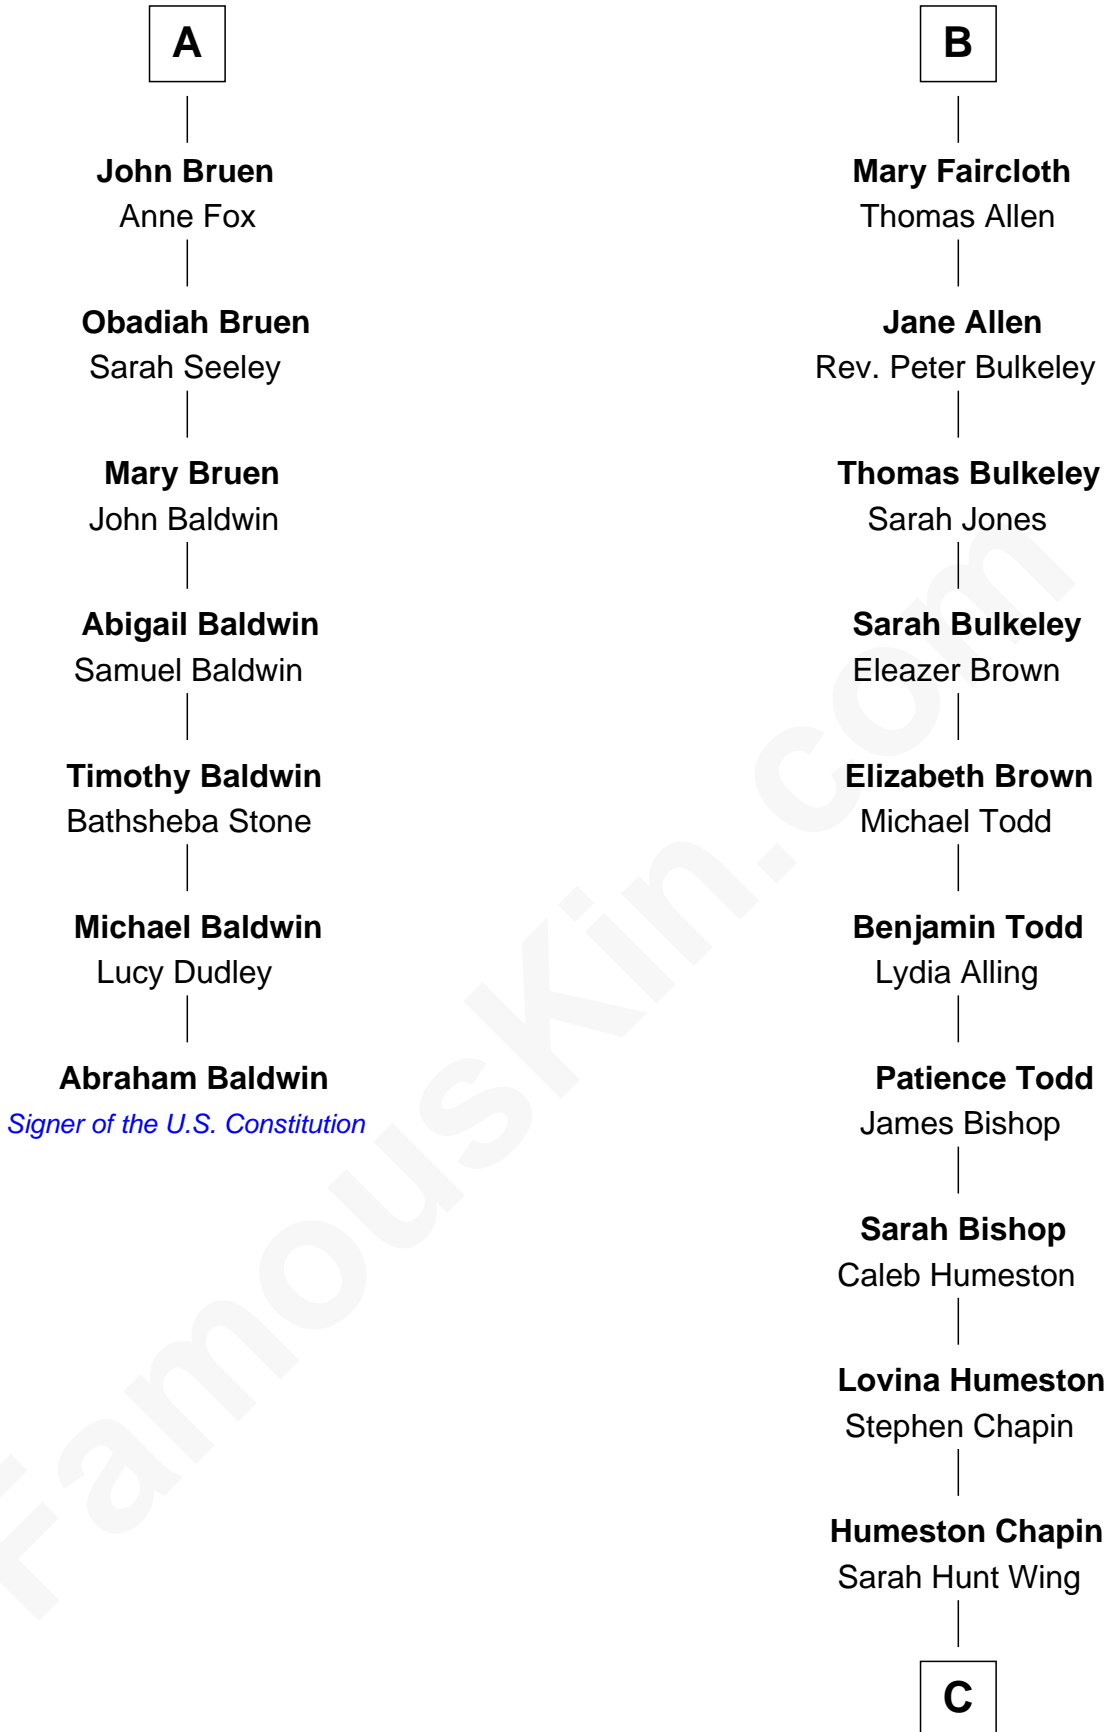 A
John Bruen
Anne Fox
Obadiah Bruen
Sarah Seeley
Mary Bruen
John Baldwin
Abigail Baldwin
Samuel Baldwin
Timothy Baldwin
Bathsheba Stone
Michael Baldwin
Lucy Dudley
Abraham Baldwin
Signer of the U.S. Constitution
B
Mary Faircloth
Thomas Allen
Jane Allen
Rev. Peter Bulkeley
Thomas Bulkeley
Sarah Jones
Sarah Bulkeley
Eleazer Brown
Elizabeth Brown
Michael Todd
Benjamin Todd
Lydia Alling
Patience Todd
James Bishop
Sarah Bishop
Caleb Humeston
Lovina Humeston
Stephen Chapin
Humeston Chapin
Sarah Hunt Wing
C
FamousKin.com